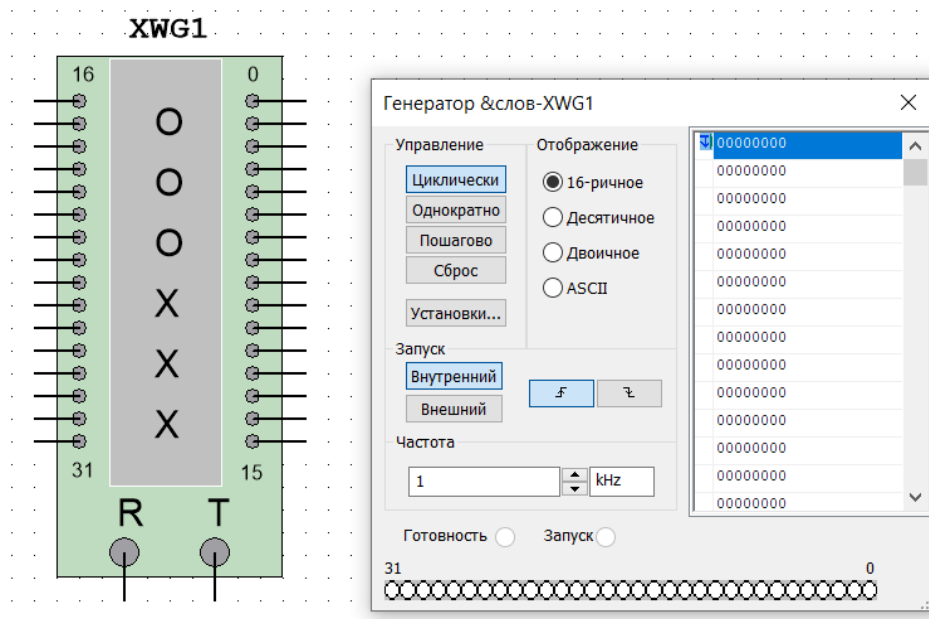 XWG1
16 0
O
O
O
X
X
X
31 15
R T
Генератор &слов-XWG1
Управление
Циклически
Однократно
Пошагово
Сброс
Установки...
Отображение
16-ричное
Десятичное
Двоичное
ASCII
Запуск
Внутренний
Внешний
Частота
1 kHz
00000000
00000000
00000000
00000000
00000000
00000000
00000000
00000000
00000000
00000000
00000000
00000000
00000000
00000000
Готовность Запуск
31 0